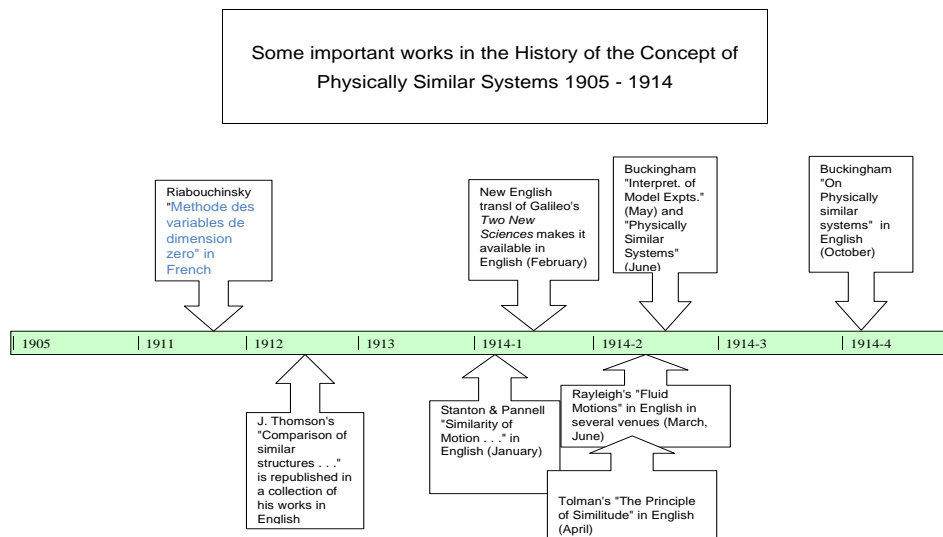 Some important works in the History of the Concept of
Physically Similar Systems 1905 - 1914
Riabouchinsky
"Methode des
variables de
dimension
zero" in
French
New English
transl of Galileo's
Two New
Sciences makes it
available in
English (February)
Buckingham
"Interpret. of
Model Expts."
(May) and
"Physically
Similar
Systems"
(June)
Buckingham
"On
Physically
similar
systems" in
English
(October)
1905
1911
1912
1913
1914-1
1914-2
1914-3
1914-4
J. Thomson's
"Comparison of
similar
structures . . ."
is republished in
a collection of
his works in
English
Stanton & Pannell
"Similarity of
Motion . . ." in
English (January)
Rayleigh's "Fluid
Motions" in English in
several venues (March,
June)
Tolman's "The Principle
of Similitude" in English
(April)